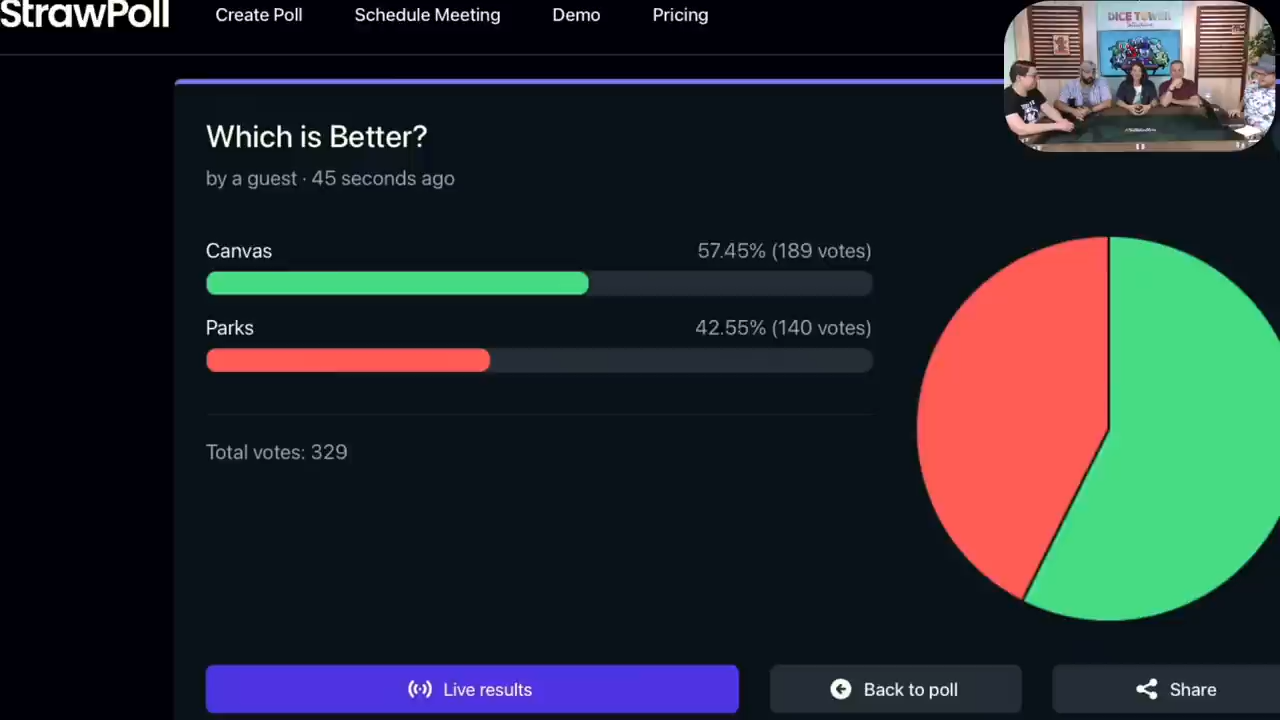 StrawPoll
Create Poll
Schedule Meeting
Demo
Pricing
DICE TOWER
Which is Better?
by a guest · 45 seconds ago
Canvas
57.45% (189 votes)
Parks
42.55% (140 votes)
Total votes: 329
Live results
Back to poll
Share